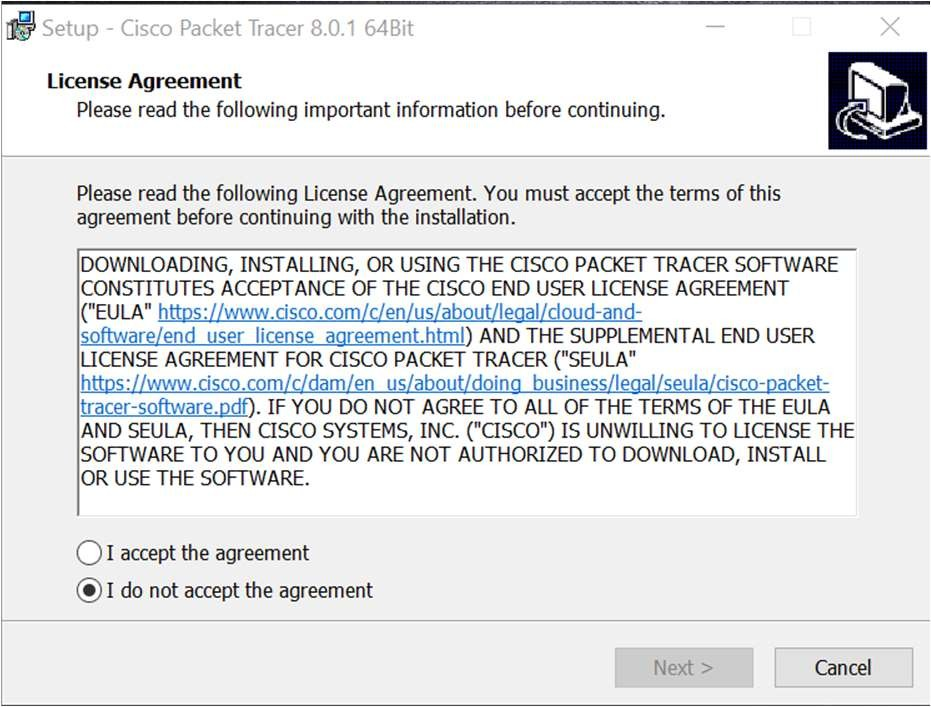 Setup - Cisco Packet Tracer 8.0.1 64Bit
License Agreement
Please read the following important information before continuing.
Please read the following License Agreement. You must accept the terms of this
agreement before continuing with the installation.
DOWNLOADING, INSTALLING, OR USING THE CISCO PACKET TRACER SOFTWARE
CONSTITUTES ACCEPTANCE OF THE CISCO END USER LICENSE AGREEMENT
("EULA" https://www.cisco.com/c/en/us/about/legal/cloud-and-
software/end_user_license_agreement.html) AND THE SUPPLEMENTAL END USER
LICENSE AGREEMENT FOR CISCO PACKET TRACER ("SEULA"
https://www.cisco.com/c/dam/en_us/about/doing_business/legal/seula/cisco-packet-
tracer-software.pdf). IF YOU DO NOT AGREE TO ALL OF THE TERMS OF THE EULA
AND SEULA, THEN CISCO SYSTEMS, INC. ("CISCO") IS UNWILLING TO LICENSE THE
SOFTWARE TO YOU AND YOU ARE NOT AUTHORIZED TO DOWNLOAD, INSTALL
OR USE THE SOFTWARE.
I accept the agreement
I do not accept the agreement
Next >
Cancel